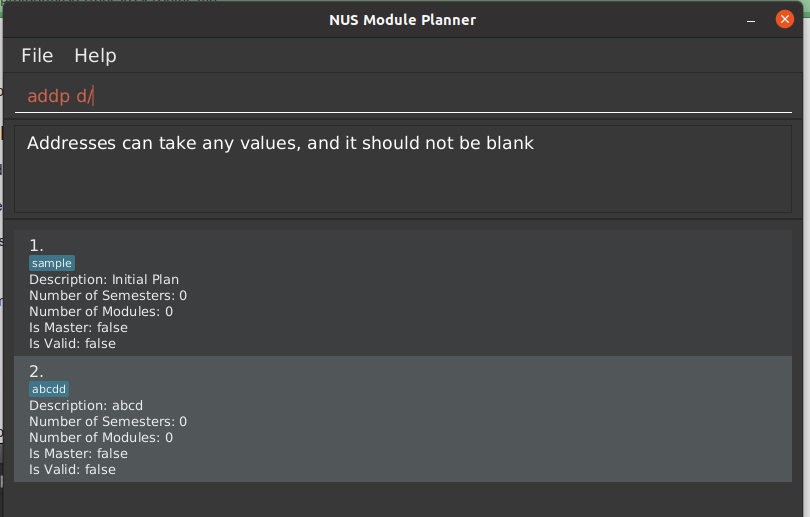 NUS Module Planner
File Help
addp d/
Addresses can take any values, and it should not be blank
1.
sample
Description: Initial Plan
Number of Semesters: 0
Number of Modules: 0
Is Master: false
Is Valid: false
2.
abcdd
Description: abcd
Number of Semesters: 0
Number of Modules: 0
Is Master: false
Is Valid: false